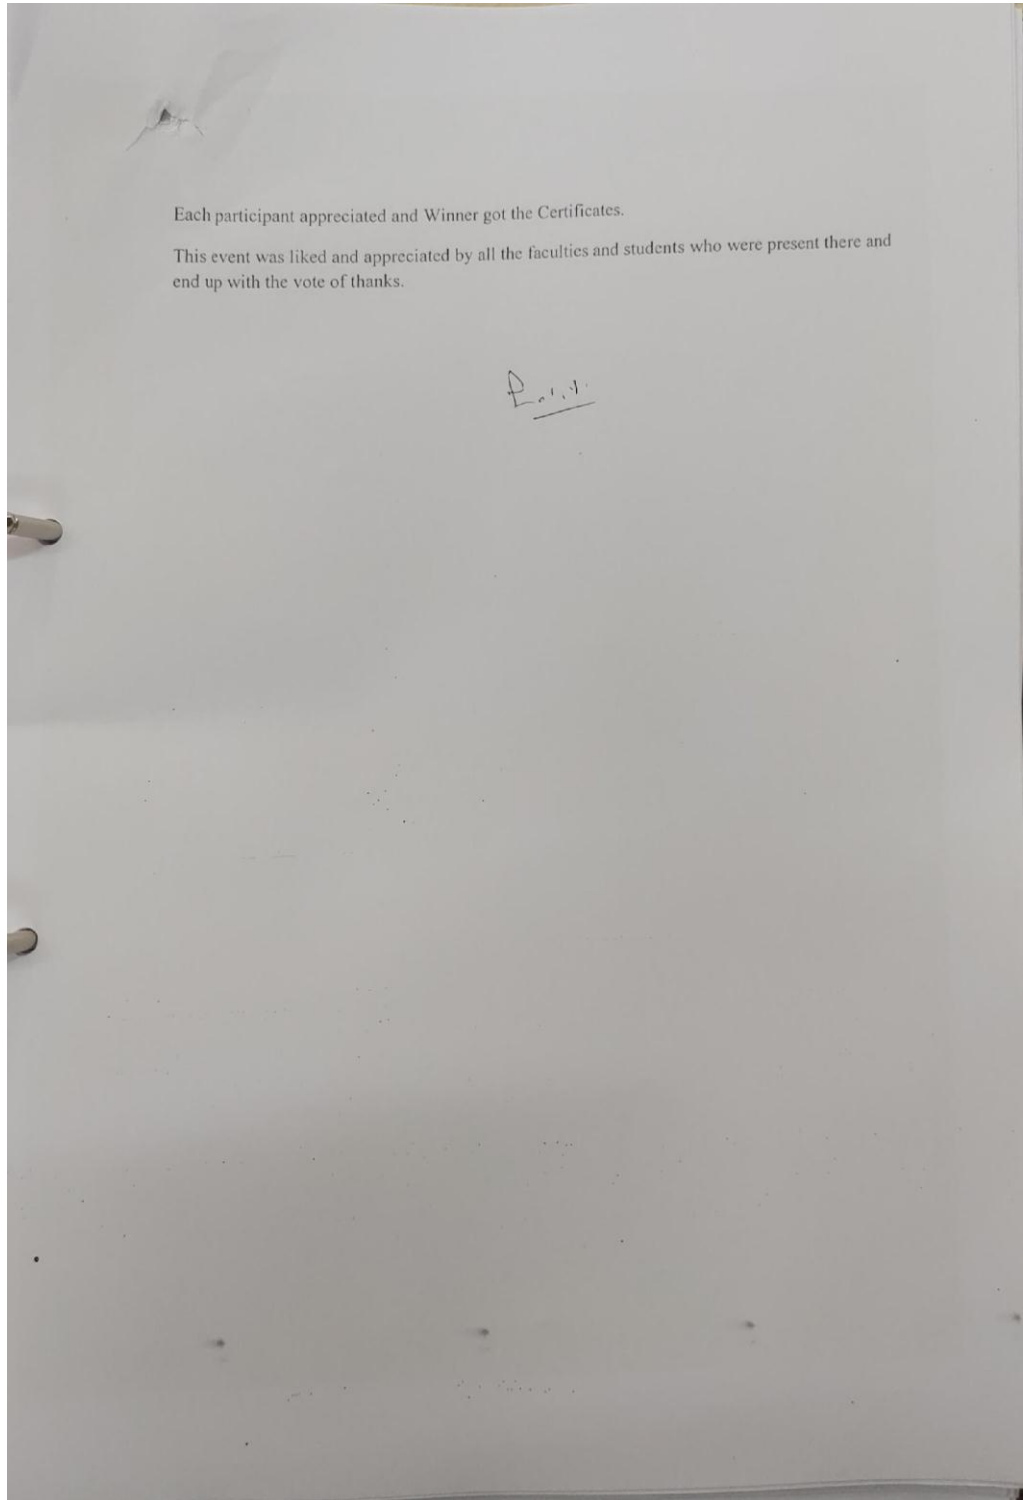 Each participant appreciated and Winner got the Certificates.
This event was liked and appreciated by all the faculties and students who were present there and
end up with the vote of thanks.